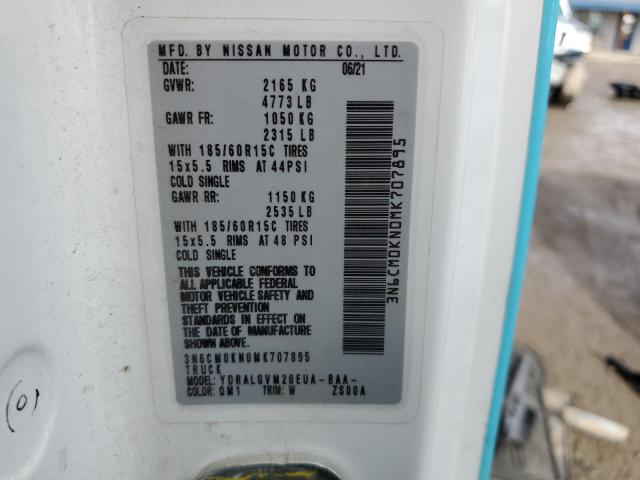 MFD. BY NISSAN MOTOR CO., LTD.
DATE: 06/21
GVWR: 2165 KG
4773 LB
GAWR FR: 1050 KG
2315 LB
WITH 185/60R15C TIRES
15x5.5 RIMS AT 44PSI
COLD SINGLE
GAWR RR: 1150 KG
2535 LB
WITH 185/60R15C TIRES
15x5.5 RIMS AT 48 PSI
COLD SINGLE
THIS VEHICLE CONFORMS TO
ALL APPLICABLE FEDERAL
MOTOR VEHICLE SAFETY AND
THEFT PREVENTION
STANDARDS IN EFFECT ON
THE DATE OF MANUFACTURE
SHOWN ABOVE.
3N6CM0KN0MK707895
TRUCK
MODEL: YDRALGVM20EUA-BAA-
COLOR: QM1 TRIM: W ZS00A
3N6CM0KN0MK707895
(0)